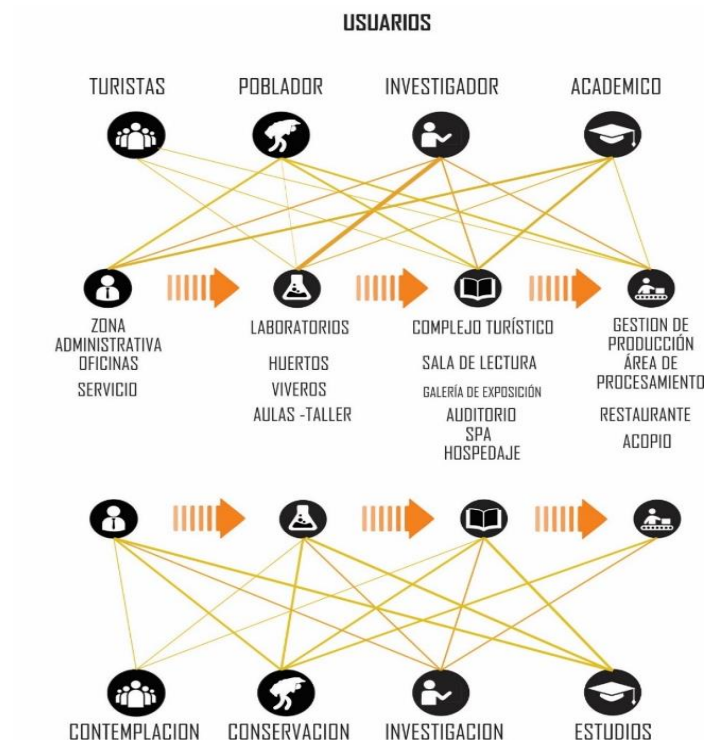 USUARIOS
TURISTAS
POBLADOR
INVESTIGADOR
ACADEMICO
ZONA
ADMINISTRATIVA
OFICINAS
SERVICIO
LABORATORIOS
HUERTOS
VIVEROS
AULAS -TALLER
COMPLEJO TURÍSTICO
SALA DE LECTURA
GALERÍA DE EXPOSICIÓN
AUDITORIO
SPA
HOSPEDAJE
GESTION DE
PRODUCCIÓN
ÁREA DE
PROCESAMIENTO
RESTAURANTE
ACOPIO
CONTEMPLACION
CONSERVACION
INVESTIGACION
ESTUDIOS